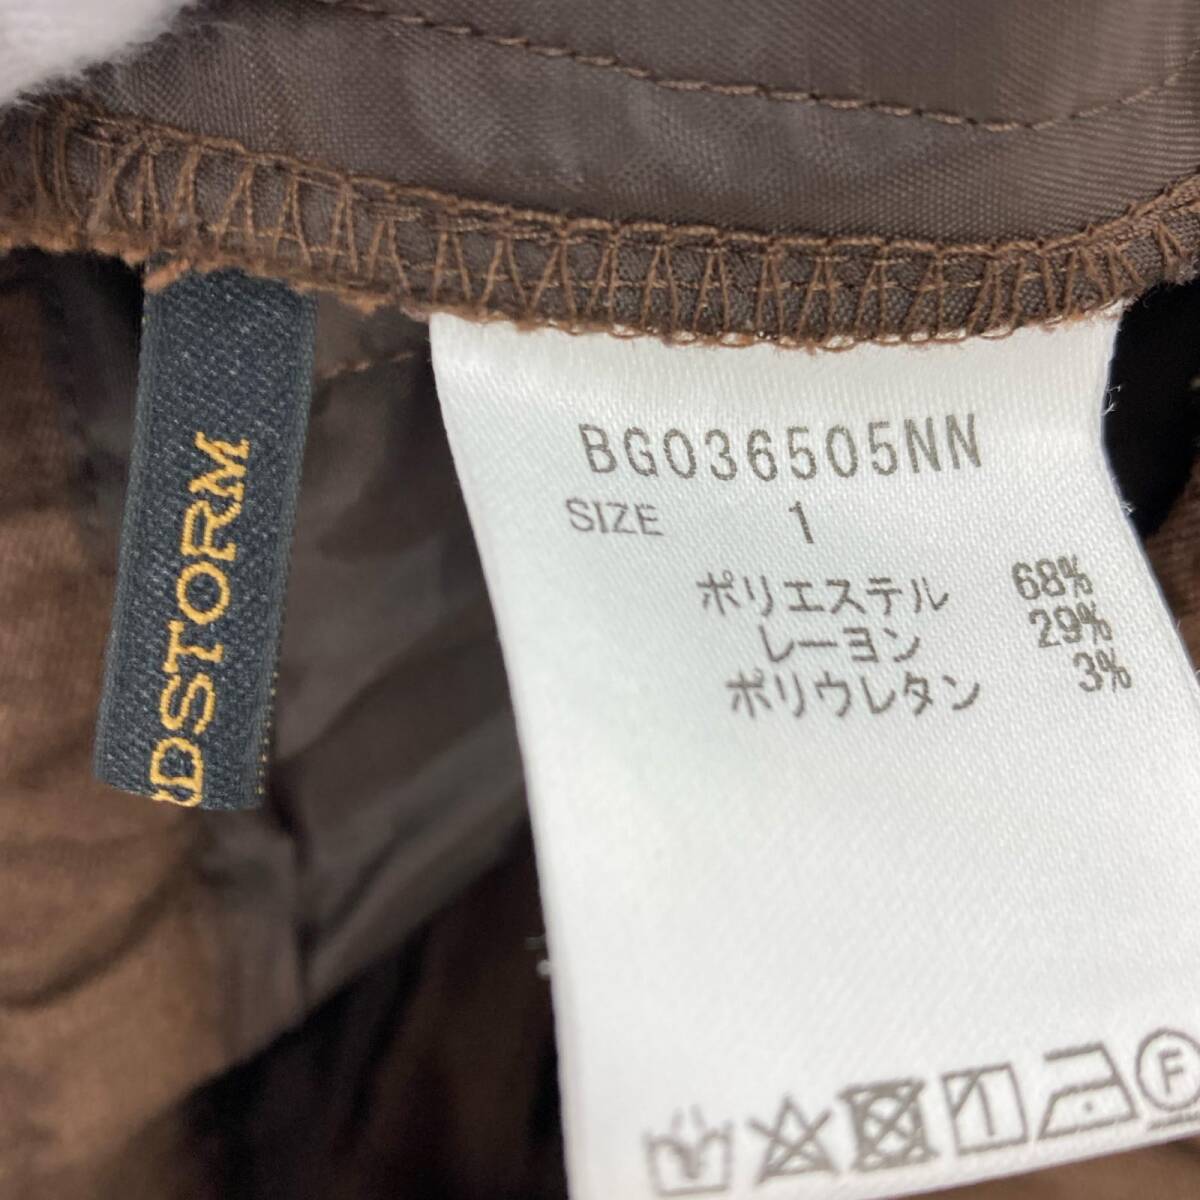 DSTORM
BG036505NN
SIZE 1
ポリエステル 68%
レーヨン 29%
ポリウレタン 3%
F